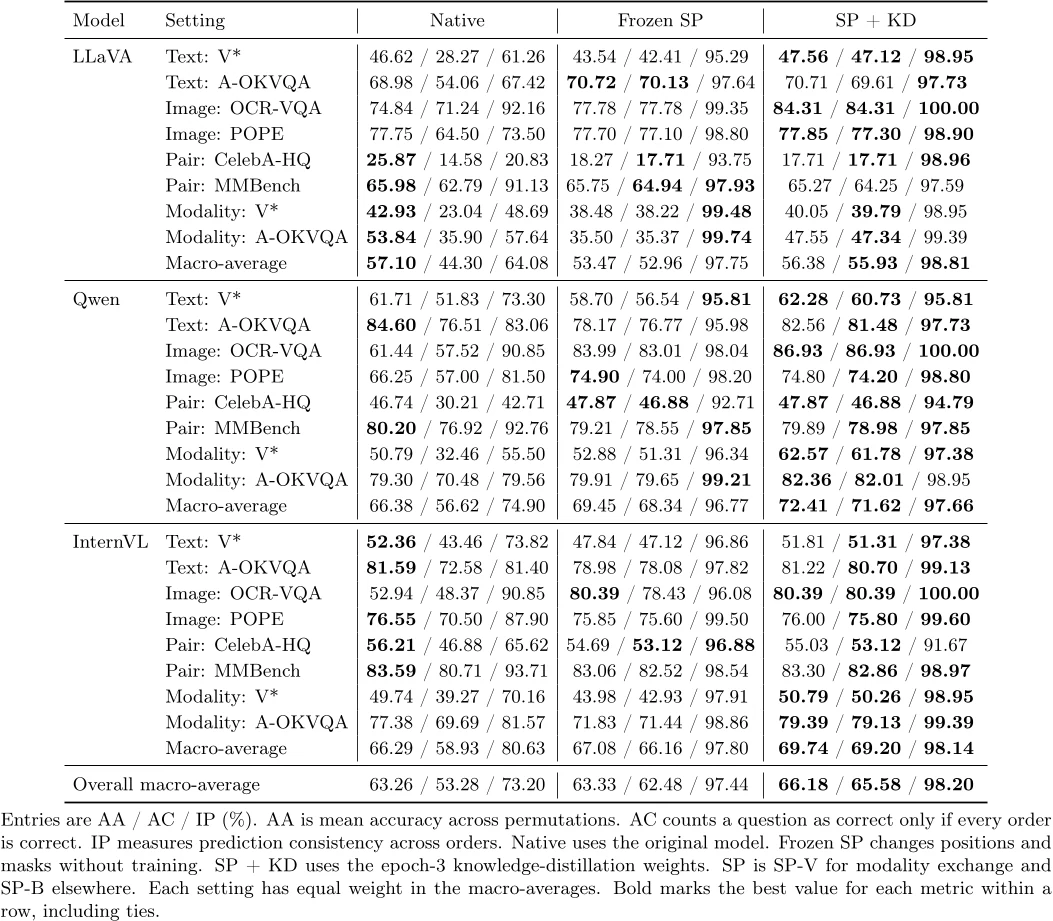 Model Setting Native Frozen SP SP + KD
LLaVA Text: V* 46.62 / 28.27 / 61.26 43.54 / 42.41 / 95.29 47.56 / 47.12 / 98.95
Text: A-OKVQA 68.98 / 54.06 / 67.42 70.72 / 70.13 / 97.64 70.71 / 69.61 / 97.73
Image: OCR-VQA 74.84 / 71.24 / 92.16 77.78 / 77.78 / 99.35 84.31 / 84.31 / 100.00
Image: POPE 77.75 / 64.50 / 73.50 77.70 / 77.10 / 98.80 77.85 / 77.30 / 98.90
Pair: CelebA-HQ 25.87 / 14.58 / 20.83 18.27 / 17.71 / 93.75 17.71 / 17.71 / 98.96
Pair: MMBench 65.98 / 62.79 / 91.13 65.75 / 64.94 / 97.93 65.27 / 64.25 / 97.59
Modality: V* 42.93 / 23.04 / 48.69 38.48 / 38.22 / 99.48 40.05 / 39.79 / 98.95
Modality: A-OKVQA 53.84 / 35.90 / 57.64 35.50 / 35.37 / 99.74 47.55 / 47.34 / 99.39
Macro-average 57.10 / 44.30 / 64.08 53.47 / 52.96 / 97.75 56.38 / 55.93 / 98.81
Qwen Text: V* 61.71 / 51.83 / 73.30 58.70 / 56.54 / 95.81 62.28 / 60.73 / 95.81
Text: A-OKVQA 84.60 / 76.51 / 83.06 78.17 / 76.77 / 95.98 82.56 / 81.48 / 97.73
Image: OCR-VQA 61.44 / 57.52 / 90.85 83.99 / 83.01 / 98.04 86.93 / 86.93 / 100.00
Image: POPE 66.25 / 57.00 / 81.50 74.90 / 74.00 / 98.20 74.80 / 74.20 / 98.80
Pair: CelebA-HQ 46.74 / 30.21 / 42.71 47.87 / 46.88 / 92.71 47.87 / 46.88 / 94.79
Pair: MMBench 80.20 / 76.92 / 92.76 79.21 / 78.55 / 97.85 79.89 / 78.98 / 97.85
Modality: V* 50.79 / 32.46 / 55.50 52.88 / 51.31 / 96.34 62.57 / 61.78 / 97.38
Modality: A-OKVQA 79.30 / 70.48 / 79.56 79.91 / 79.65 / 99.21 82.36 / 82.01 / 98.95
Macro-average 66.38 / 56.62 / 74.90 69.45 / 68.34 / 96.77 72.41 / 71.62 / 97.66
InternVL Text: V* 52.36 / 43.46 / 73.82 47.84 / 47.12 / 96.86 51.81 / 51.31 / 97.38
Text: A-OKVQA 81.59 / 72.58 / 81.40 78.98 / 78.08 / 97.82 81.22 / 80.70 / 99.13
Image: OCR-VQA 52.94 / 48.37 / 90.85 80.39 / 78.43 / 96.08 80.39 / 80.39 / 100.00
Image: POPE 76.55 / 70.50 / 87.90 75.85 / 75.60 / 99.50 76.00 / 75.80 / 99.60
Pair: CelebA-HQ 56.21 / 46.88 / 65.62 54.69 / 53.12 / 96.88 55.03 / 53.12 / 91.67
Pair: MMBench 83.59 / 80.71 / 93.71 83.06 / 82.52 / 98.54 83.30 / 82.86 / 98.97
Modality: V* 49.74 / 39.27 / 70.16 43.98 / 42.93 / 97.91 50.79 / 50.26 / 98.95
Modality: A-OKVQA 77.38 / 69.69 / 81.57 71.83 / 71.44 / 98.86 79.39 / 79.13 / 99.39
Macro-average 66.29 / 58.93 / 80.63 67.08 / 66.16 / 97.80 69.74 / 69.20 / 98.14
Overall macro-average 63.26 / 53.28 / 73.20 63.33 / 62.48 / 97.44 66.18 / 65.58 / 98.20
Entries are AA / AC / IP (%). AA is mean accuracy across permutations. AC counts a question as correct only if every order
is correct. IP measures prediction consistency across orders. Native uses the original model. Frozen SP changes positions and
masks without training. SP + KD uses the epoch-3 knowledge-distillation weights. SP is SP-V for modality exchange and
SP-B elsewhere. Each setting has equal weight in the macro-averages. Bold marks the best value for each metric within a
row, including ties.